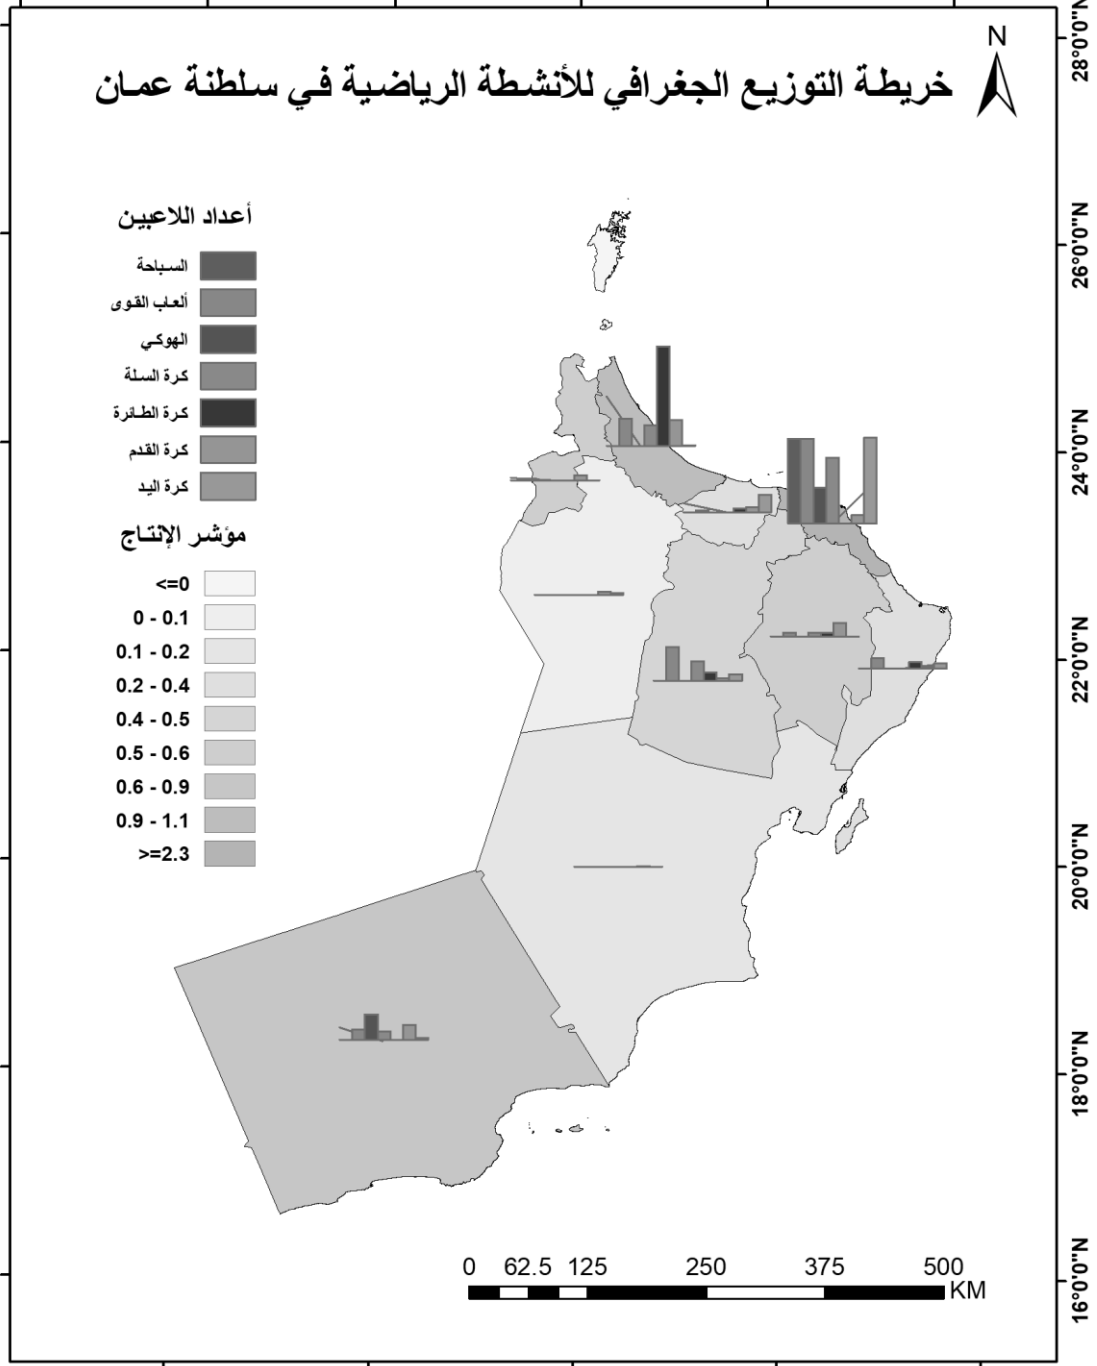 N
خريطة التوزيع الجغرافي للأنشطة الرياضية في سلطنة عمان
أعداد اللاعبين
السباحة
ألعاب القوى
الهوكي
كرة السلة
كرة الطائرة
كرة القدم
كرة اليد
مؤشر الإنتاج
<=0
0 - 0.1
0.1 - 0.2
0.2 - 0.4
0.4 - 0.5
0.5 - 0.6
0.6 - 0.9
0.9 - 1.1
>=2.3
28°0'0"N
26°0'0"N
24°0'0"N
22°0'0"N
20°0'0"N
18°0'0"N
16°0'0"N
0 62.5 125 250 375 500
KM